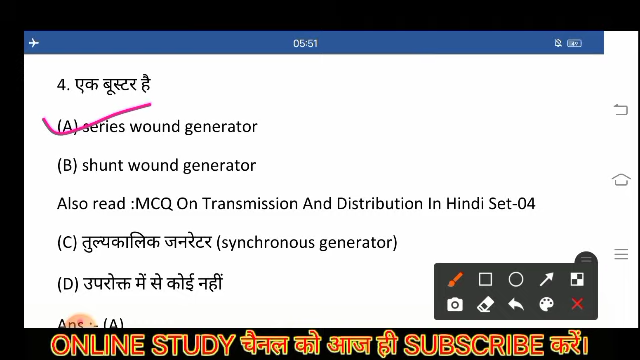 05:51
4. एक बूस्टर है
(A) series wound generator
(B) shunt wound generator
Also read :MCQ On Transmission And Distribution In Hindi Set-04
(C) तुल्यकालिक जनरेटर (synchronous generator)
(D) उपरोक्त में से कोई नहीं
Ans :- (A)
ONLINE STUDY चैनल को आज ही SUBSCRIBE करें।